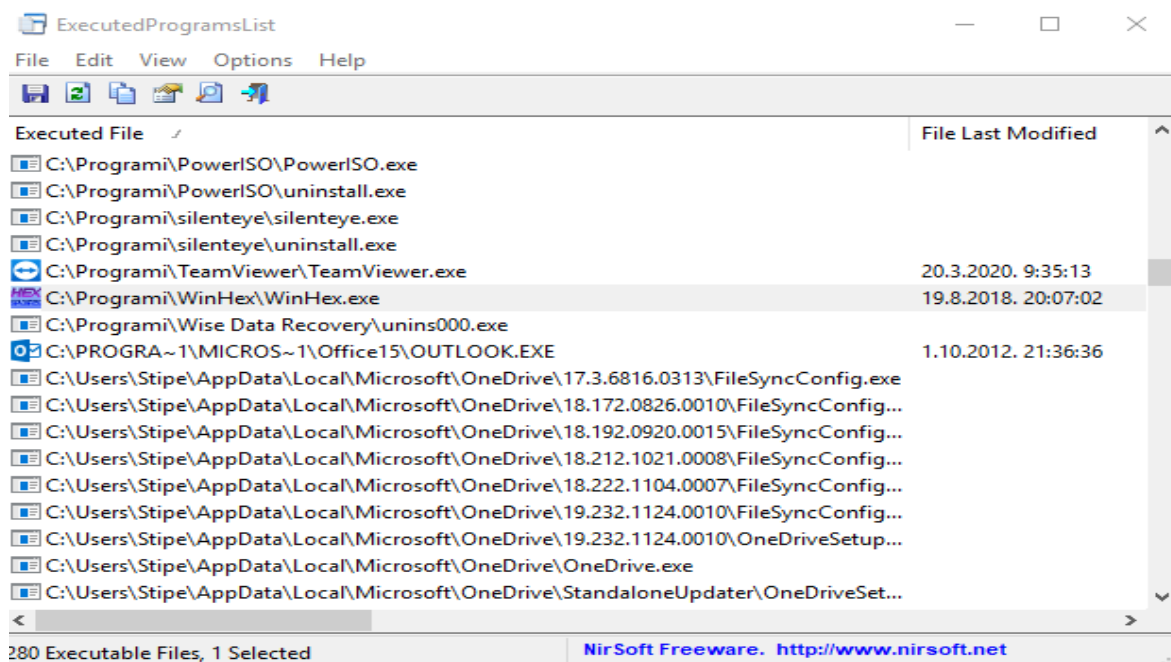 ExecutedProgramsList
File Edit View Options Help
Executed File File Last Modified
C:\Programi\PowerISO\PowerISO.exe
C:\Programi\PowerISO\uninstall.exe
C:\Programi\silenteye\silenteye.exe
C:\Programi\silenteye\uninstall.exe
C:\Programi\TeamViewer\TeamViewer.exe 20.3.2020. 9:35:13
C:\Programi\WinHex\WinHex.exe 19.8.2018. 20:07:02
C:\Programi\Wise Data Recovery\unins000.exe
C:\PROGRA~1\MICROS~1\Office15\OUTLOOK.EXE 1.10.2012. 21:36:36
C:\Users\Stipe\AppData\Local\Microsoft\OneDrive\17.3.6816.0313\FileSyncConfig.exe
C:\Users\Stipe\AppData\Local\Microsoft\OneDrive\18.172.0826.0010\FileSyncConfig...
C:\Users\Stipe\AppData\Local\Microsoft\OneDrive\18.192.0920.0015\FileSyncConfig...
C:\Users\Stipe\AppData\Local\Microsoft\OneDrive\18.212.1021.0008\FileSyncConfig...
C:\Users\Stipe\AppData\Local\Microsoft\OneDrive\18.222.1104.0007\FileSyncConfig...
C:\Users\Stipe\AppData\Local\Microsoft\OneDrive\19.232.1124.0010\FileSyncConfig...
C:\Users\Stipe\AppData\Local\Microsoft\OneDrive\19.232.1124.0010\OneDriveSetup...
C:\Users\Stipe\AppData\Local\Microsoft\OneDrive\OneDrive.exe
C:\Users\Stipe\AppData\Local\Microsoft\OneDrive\StandaloneUpdater\OneDriveSet...
280 Executable Files, 1 Selected NirSoft Freeware. http://www.nirsoft.net